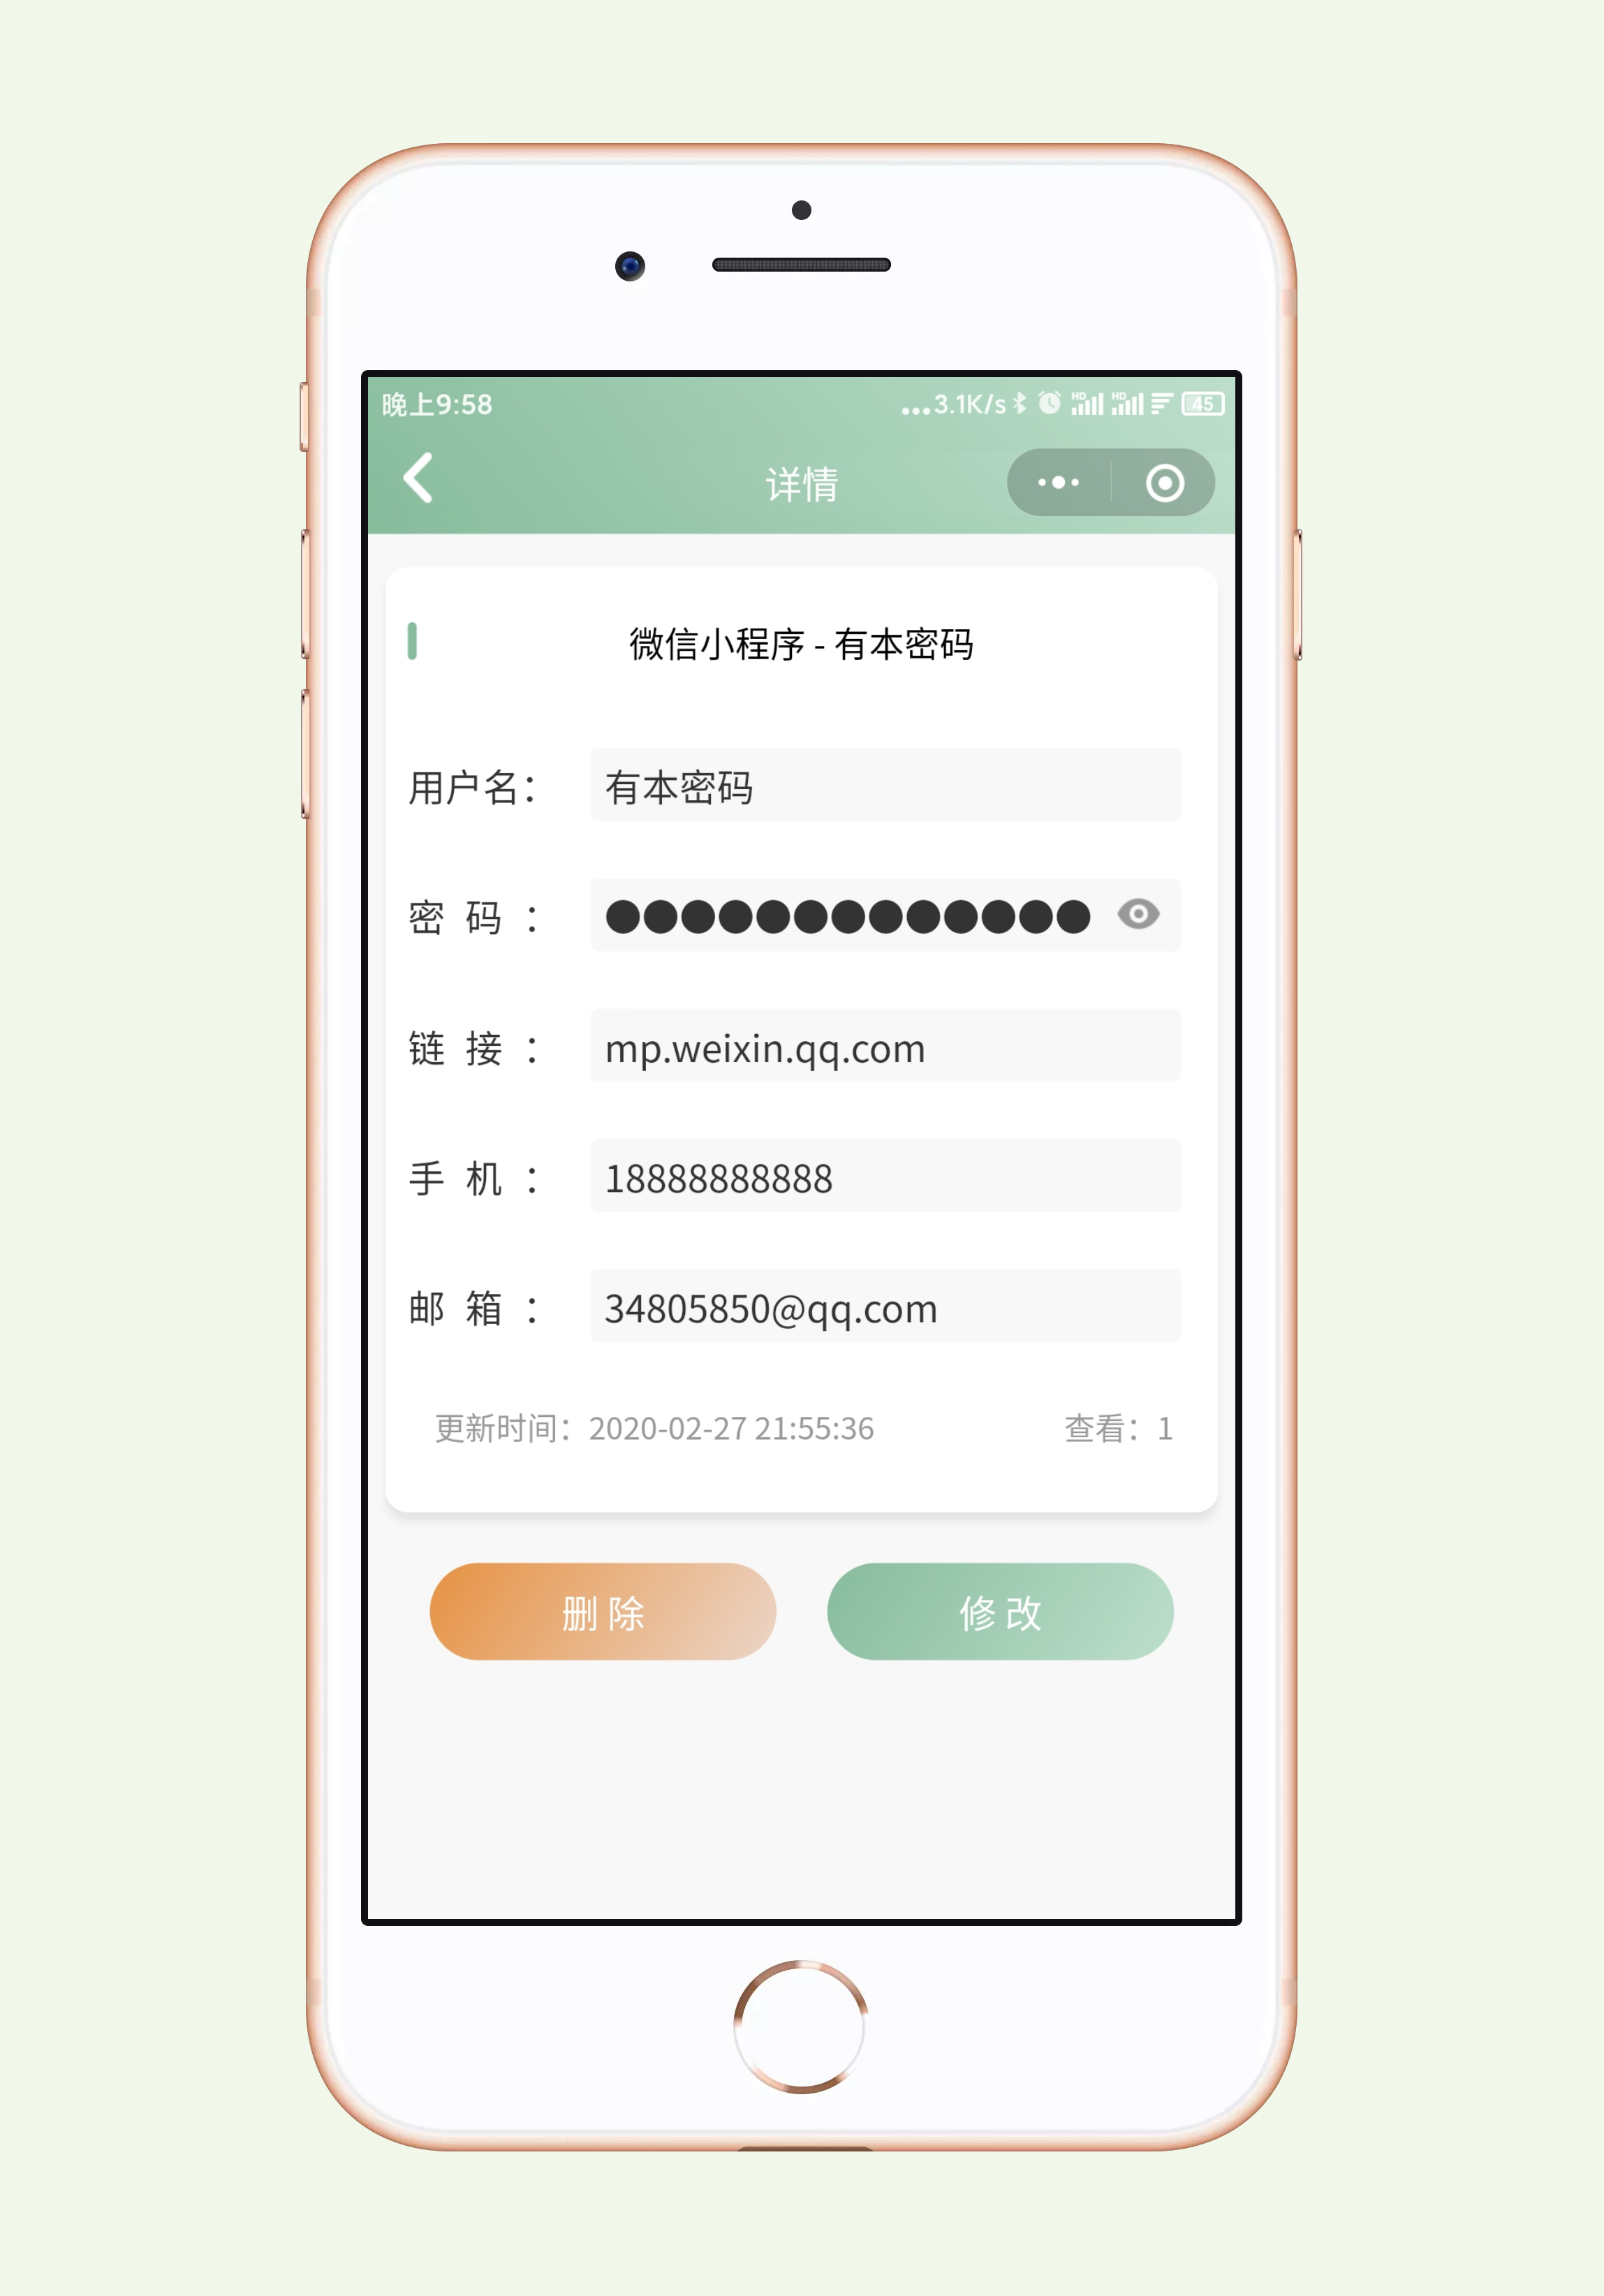 晚上9:58 ...3.1K/s HD HD 45
详情
微信小程序 - 有本密码
用户名： 有本密码
密 码 ： ●●●●●●●●●●●●●
链 接 ： mp.weixin.qq.com
手 机 ： 18888888888
邮 箱 ： 34805850@qq.com
更新时间：2020-02-27 21:55:36 查看：1
删 除 修 改